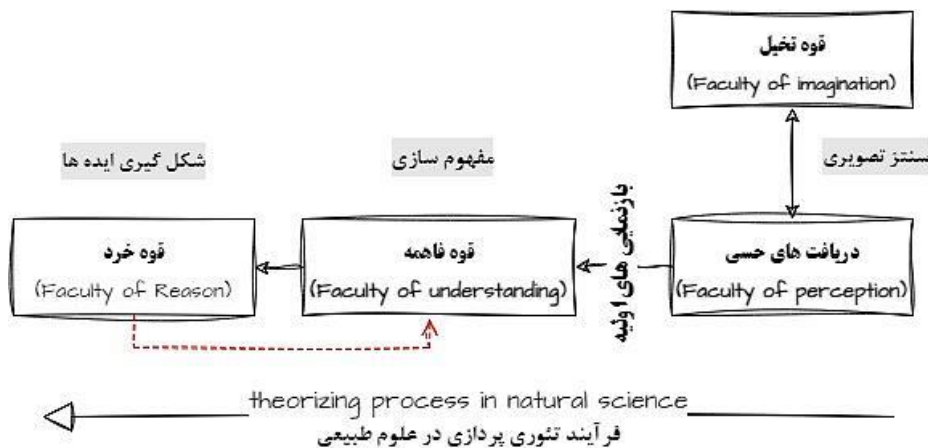 قوه تخیل
(Faculty of imagination)
سنتز تصویری
مفهوم سازی
شکل گیری ایده ها
دریافت های حسی
(Faculty of perception)
بازنمایی های اولیه
قوه فاهمه
(Faculty of understanding)
قوه خرد
(Faculty of Reason)
theorizing process in natural science
فرآیند تئوری پردازی در علوم طبیعی